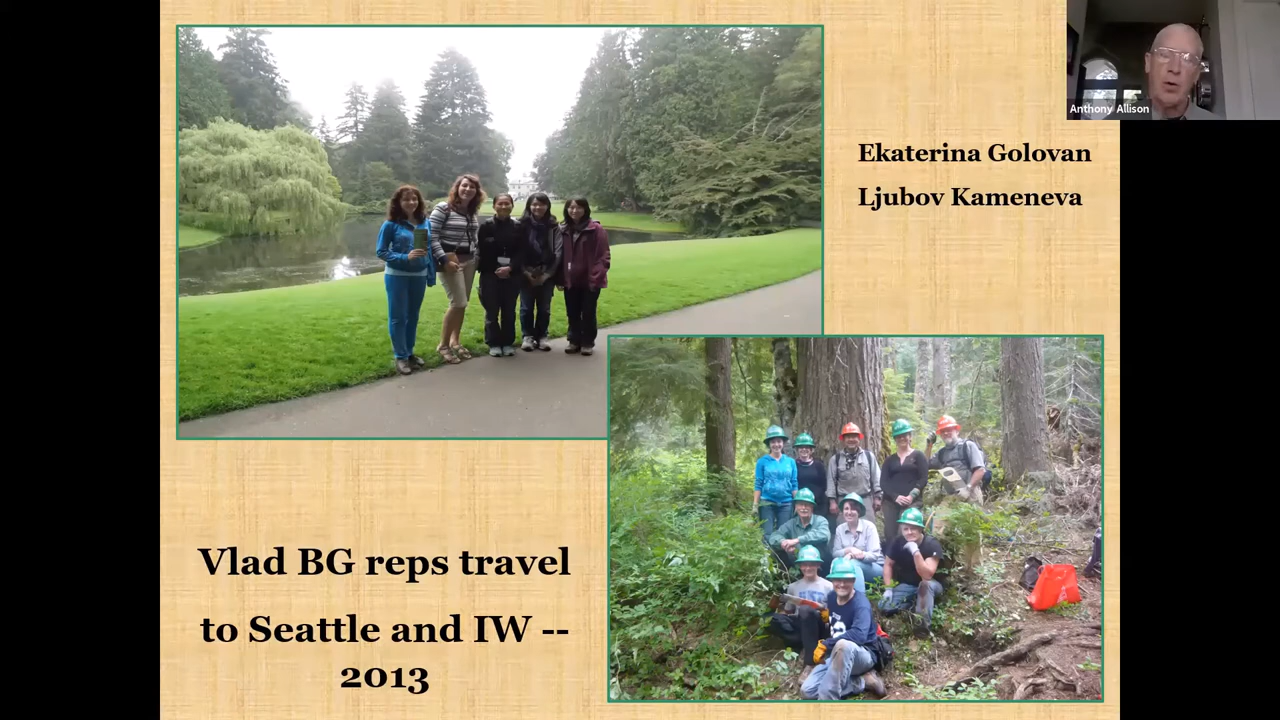 Anthony Allison
Ekaterina Golovan
Ljubov Kameneva
Vlad BG reps travel
to Seattle and IW --
2013